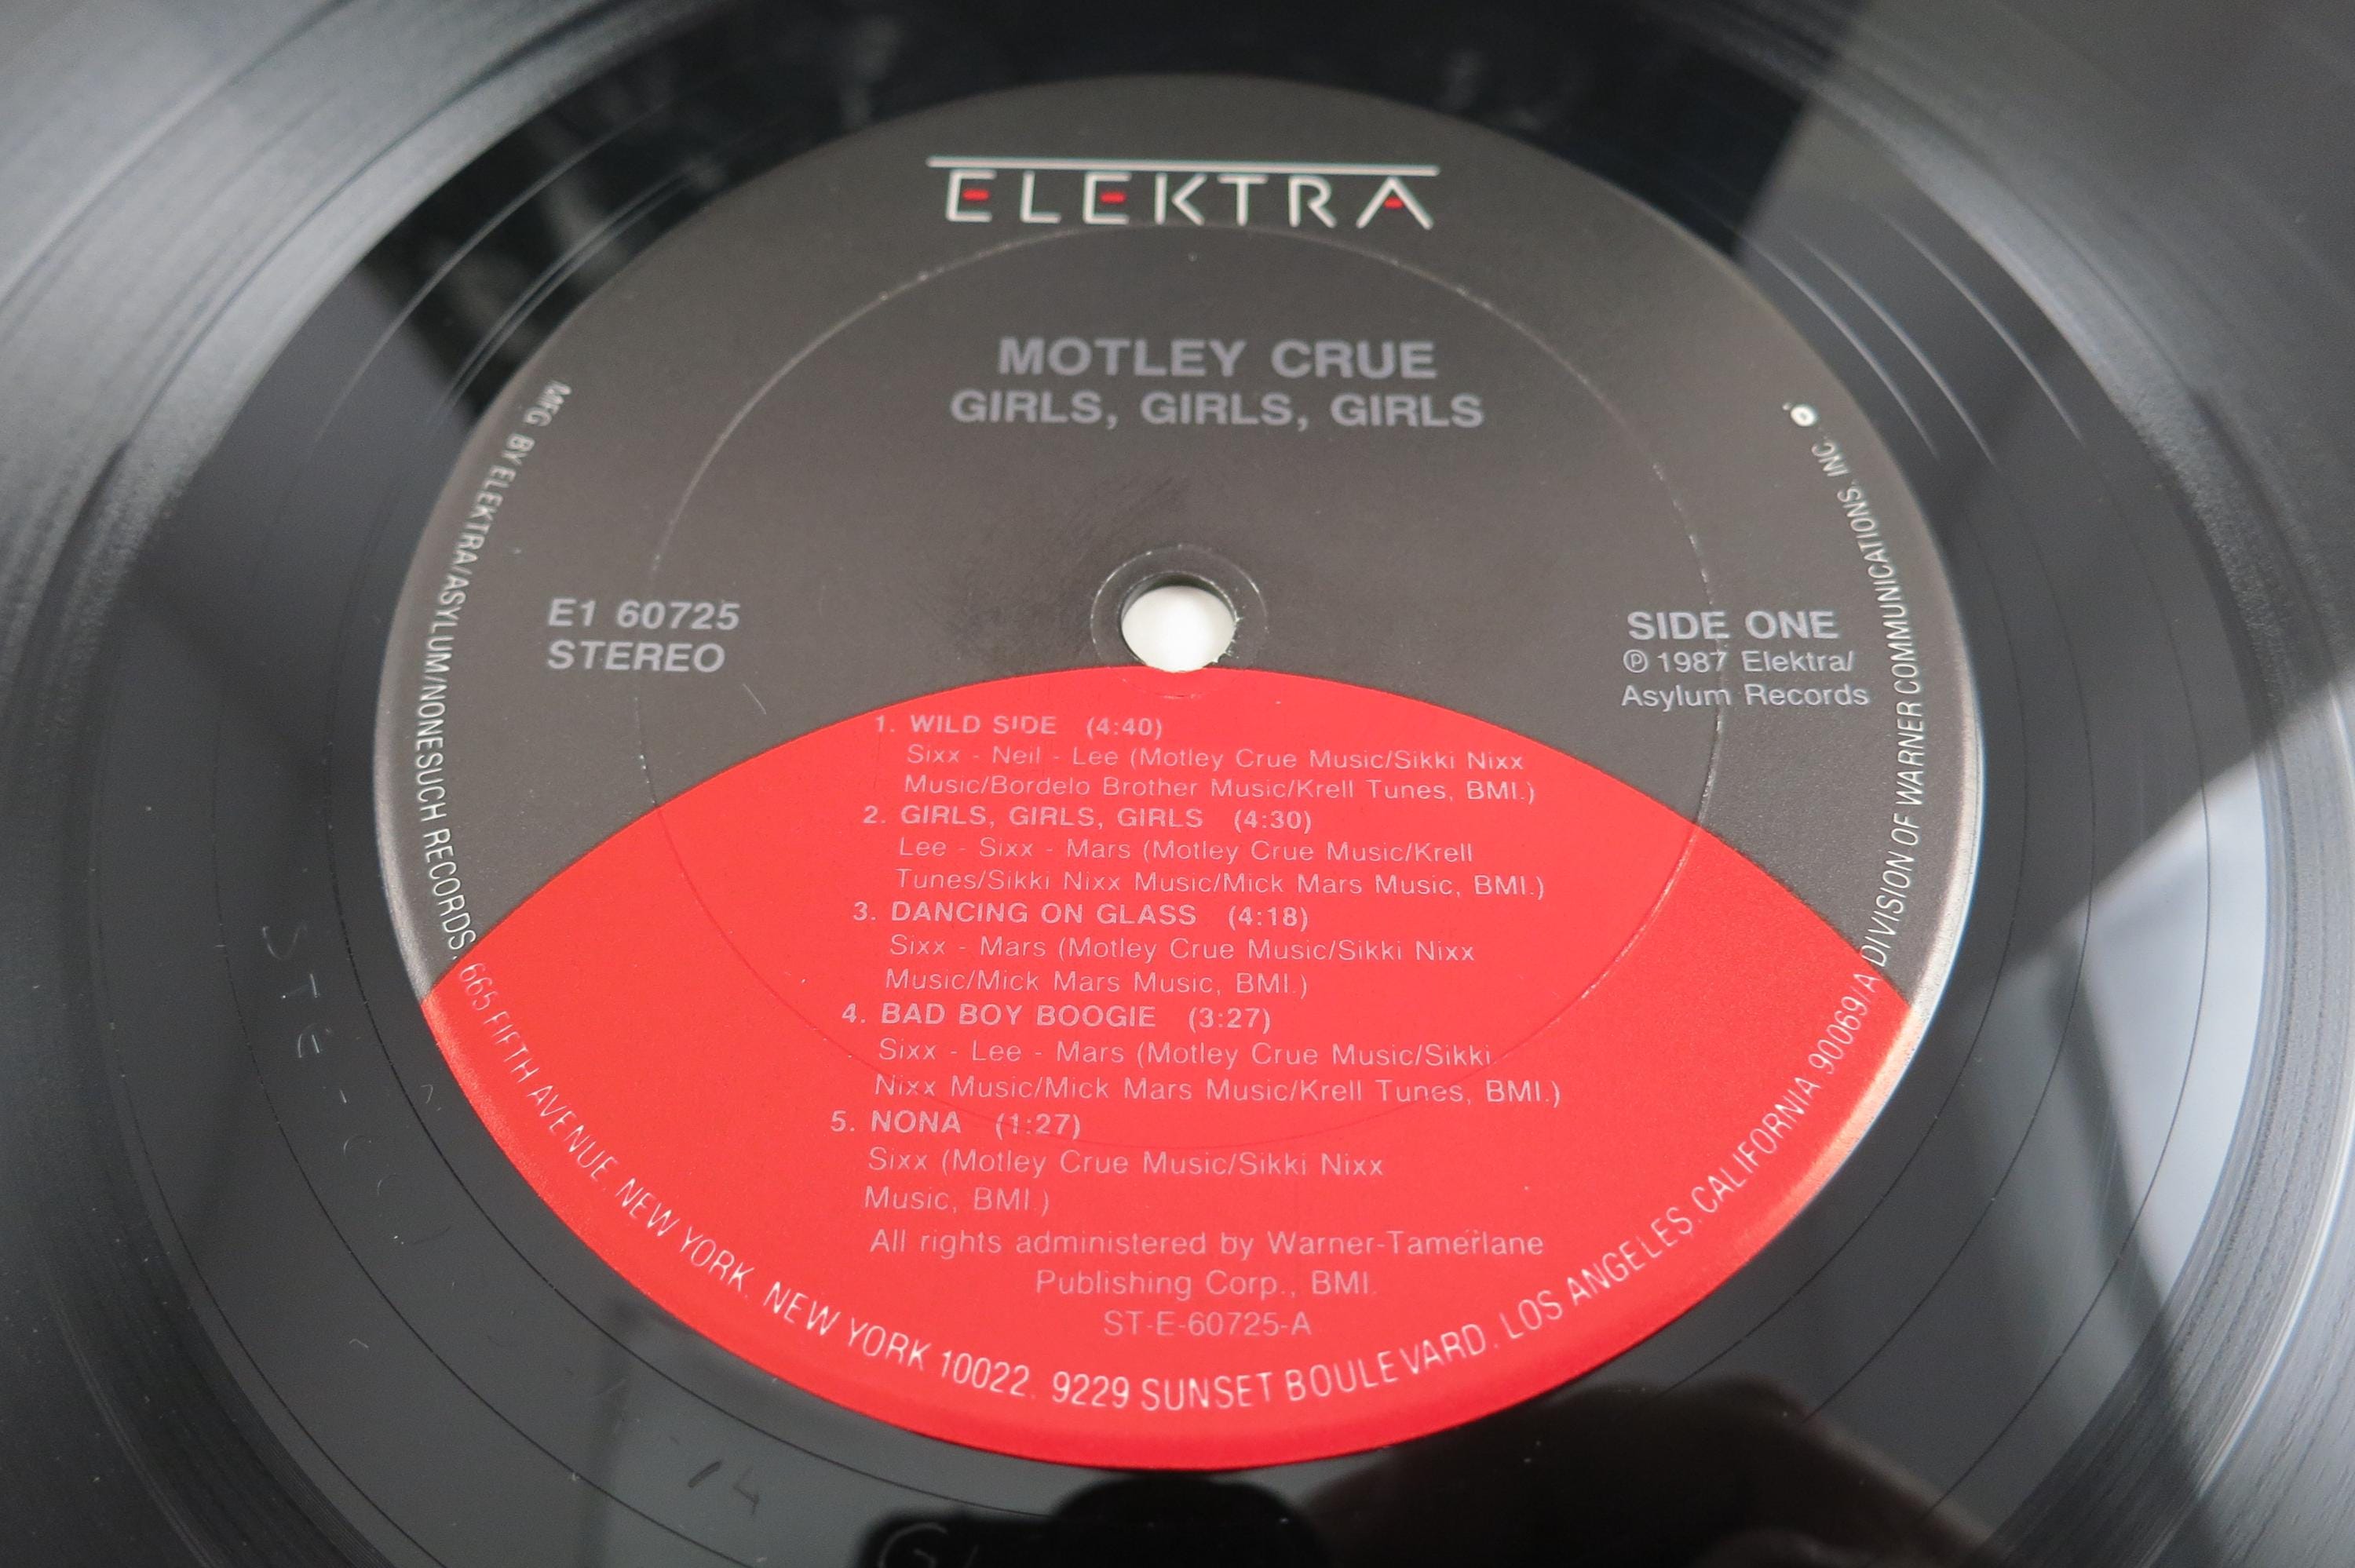 ELEKTRA
MOTLEY CRUE
GIRLS, GIRLS, GIRLS
E1 60725
STEREO
SIDE ONE
℗ 1987 Elektra/
Asylum Records
1. WILD SIDE (4:40)
Sixx - Neil - Lee (Motley Crue Music/Sikki Nixx
Music/Bordelo Brother Music/Krell Tunes, BMI.)
2. GIRLS, GIRLS, GIRLS (4:30)
Lee - Sixx - Mars (Motley Crue Music/Krell
Tunes/Sikki Nixx Music/Mick Mars Music, BMI.)
3. DANCING ON GLASS (4:18)
Sixx - Mars (Motley Crue Music/Sikki Nixx
Music/Mick Mars Music, BMI.)
4. BAD BOY BOOGIE (3:27)
Sixx - Lee - Mars (Motley Crue Music/Sikki
Nixx Music/Mick Mars Music/Krell Tunes, BMI.)
5. NONA (1:27)
Sixx (Motley Crue Music/Sikki Nixx
Music, BMI.)
All rights administered by Warner-Tamerlane
Publishing Corp., BMI.
ST-E-60725-A
MFG. BY ELEKTRA/ASYLUM/NONESUCH RECORDS, 665 FIFTH AVENUE, NEW YORK, NEW YORK 10022. 9229 SUNSET BOULEVARD, LOS ANGELES, CALIFORNIA 90069/A DIVISION OF WARNER COMMUNICATIONS, INC.